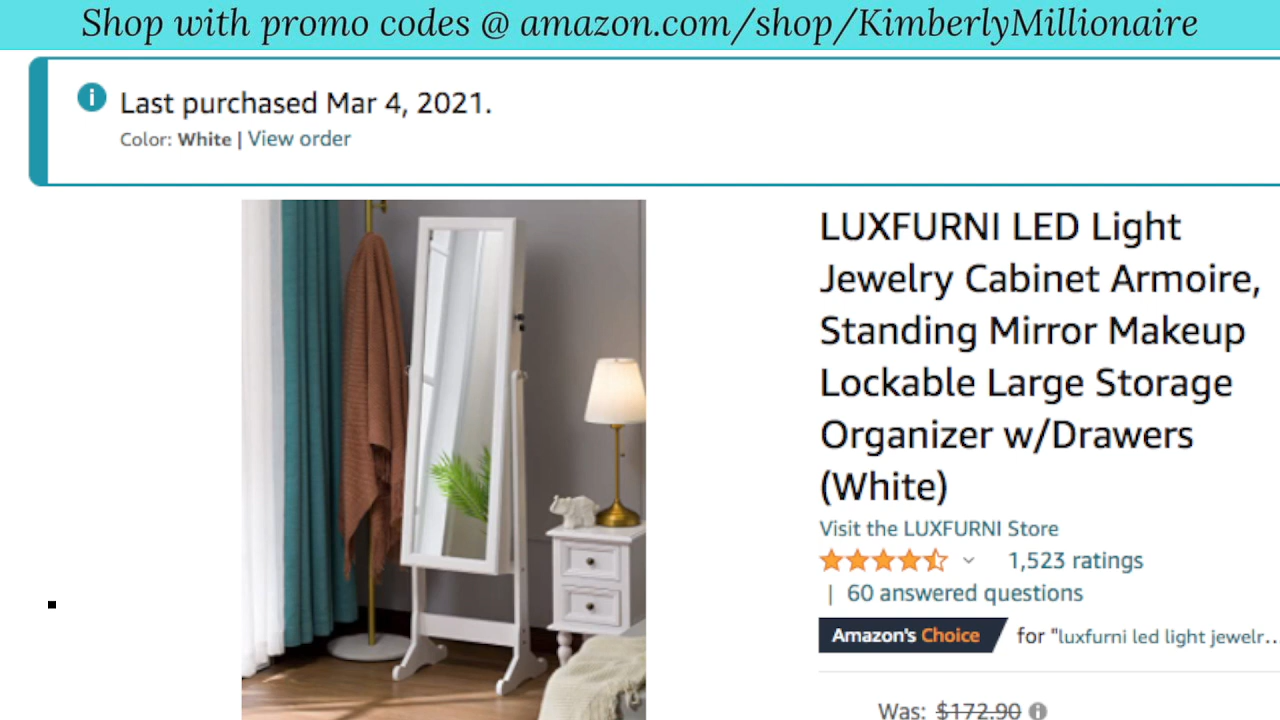 Shop with promo codes @ amazon.com/shop/KimberlyMillionaire
Last purchased Mar 4, 2021.
Color: White | View order
LUXFURNI LED Light
Jewelry Cabinet Armoire,
Standing Mirror Makeup
Lockable Large Storage
Organizer w/Drawers
(White)
Visit the LUXFURNI Store
1,523 ratings
| 60 answered questions
Amazon's Choice for "luxfurni led light jewelr…
Was: $172.90